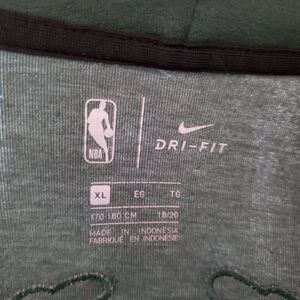 NBA
DRI-FIT
XL EG TG
170-180 CM 18/20
MADE IN INDONESIA
FABRIQUÉ EN INDONÉSIE